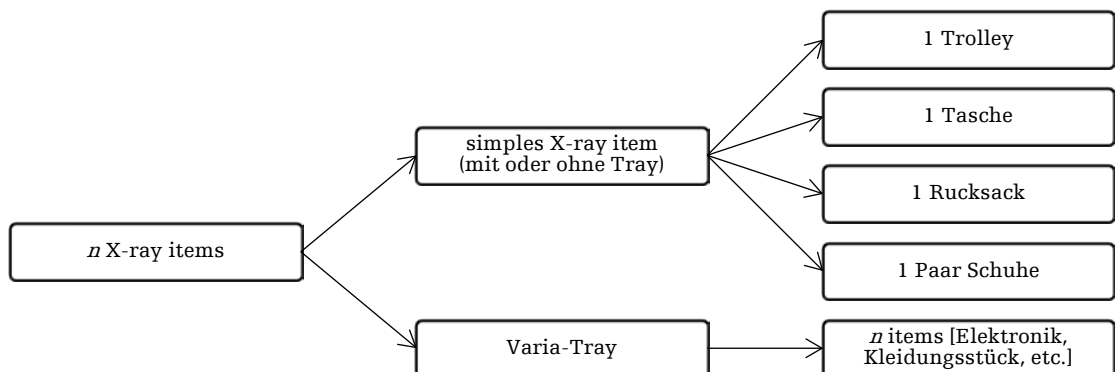 1 Trolley
1 Tasche
simples X-ray item
(mit oder ohne Tray)
1 Rucksack
n X-ray items
1 Paar Schuhe
Varia-Tray
n items [Elektronik,
Kleidungsstück, etc.]